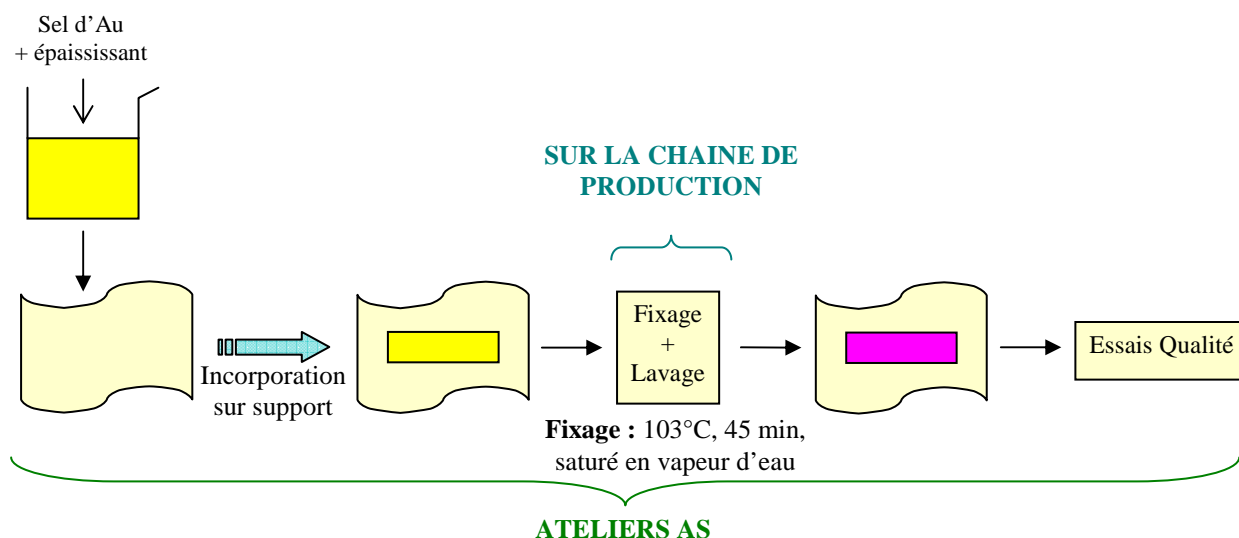 Sel d'Au
+ épaississant
SUR LA CHAINE DE
PRODUCTION
Incorporation
sur support
Fixage
+
Lavage
Essais Qualité
Fixage : 103°C, 45 min,
saturé en vapeur d'eau
ATELIERS AS